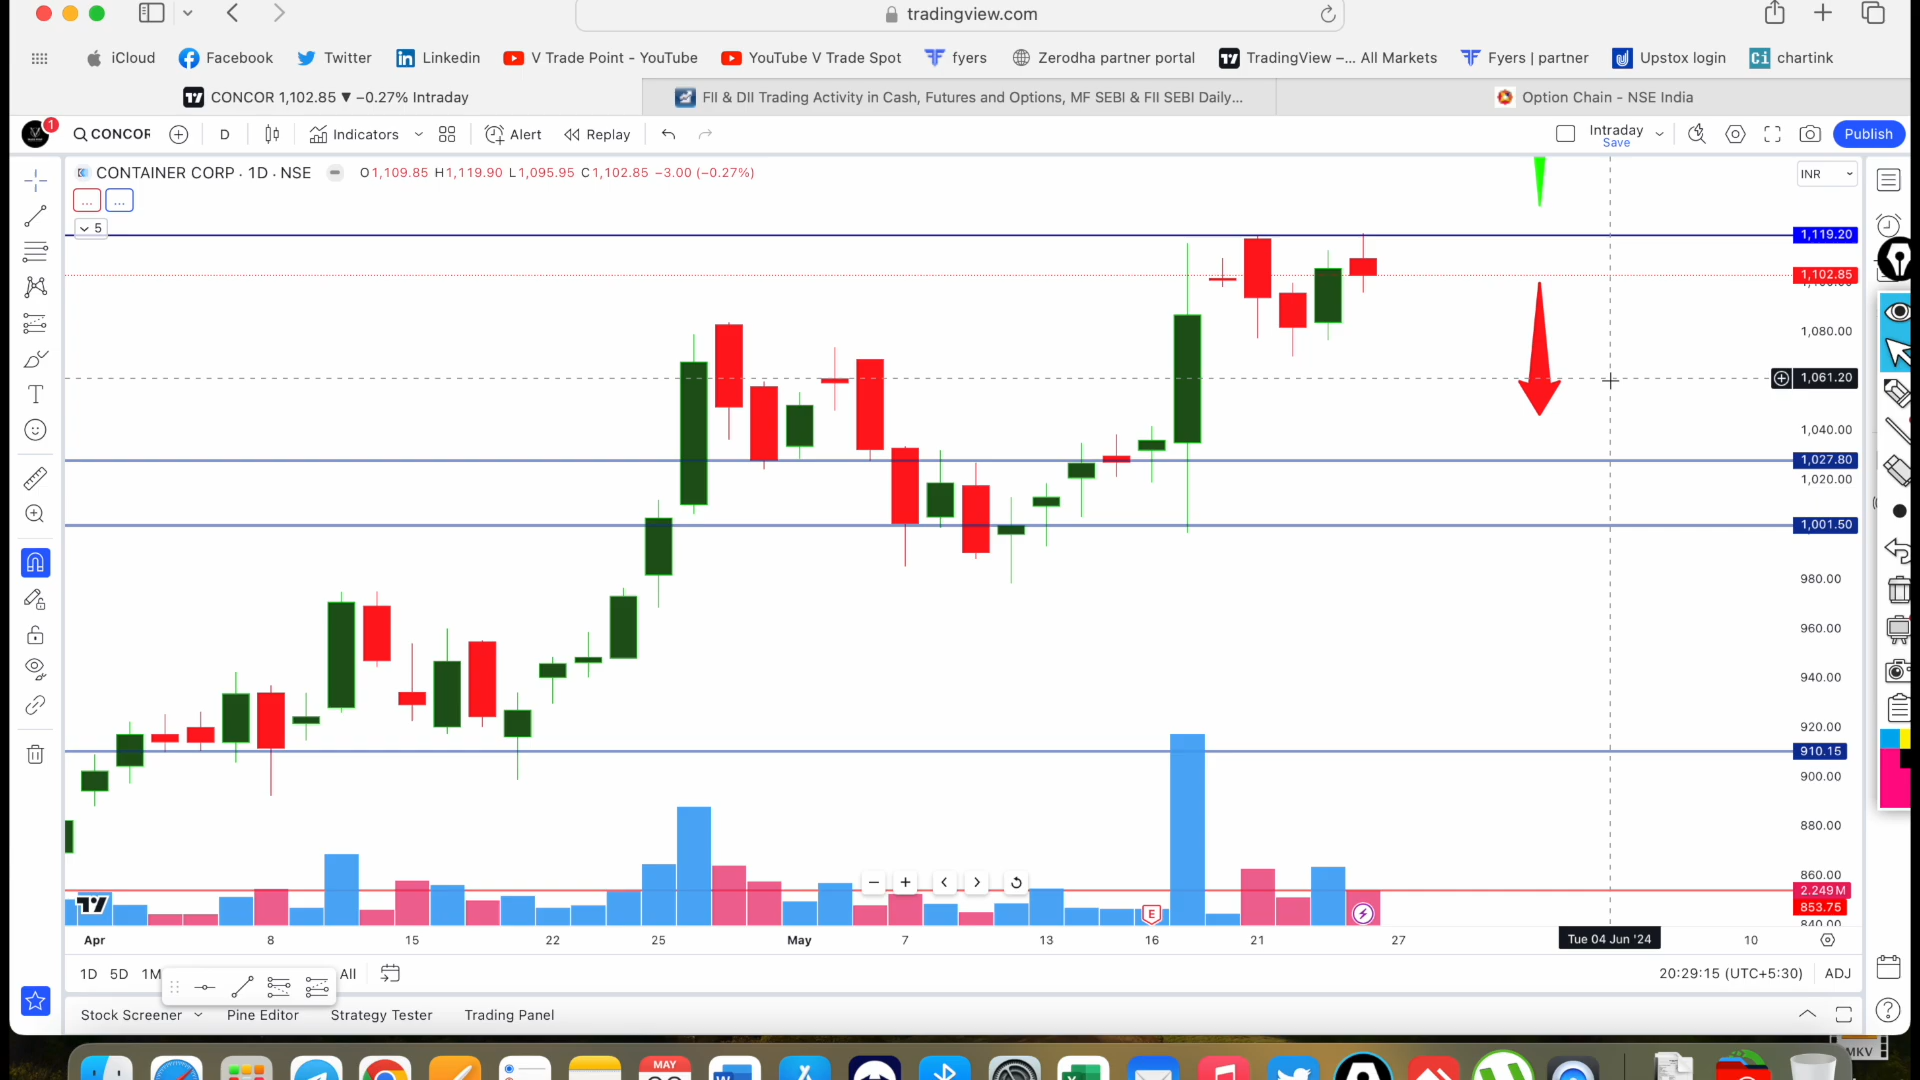 tradingview.com
iCloud Facebook Twitter Linkedin V Trade Point - YouTube YouTube V Trade Spot fyers Zerodha partner portal TradingView –... All Markets Fyers | partner Upstox login chartink
CONCOR 1,102.85 ▼ −0.27% Intraday FII & DII Trading Activity in Cash, Futures and Options, MF SEBI & FII SEBI Daily... Option Chain - NSE India
1 CONCOR D Indicators Alert Replay Intraday Save Publish
CONTAINER CORP · 1D · NSE O1,109.85 H1,119.90 L1,095.95 C1,102.85 −3.00 (−0.27%) INR
... ...
5
1,119.20
1,102.85
1,080.00
1,061.20
1,040.00
1,027.80
1,020.00
1,001.50
980.00
960.00
940.00
920.00
910.15
900.00
880.00
860.00
2.249 M
853.75
840.00
E
Apr 8 15 22 25 May 7 13 16 21 27 Tue 04 Jun '24 10
1D 5D 1M All 20:29:15 (UTC+5:30) ADJ
Stock Screener Pine Editor Strategy Tester Trading Panel
MKV
MAY